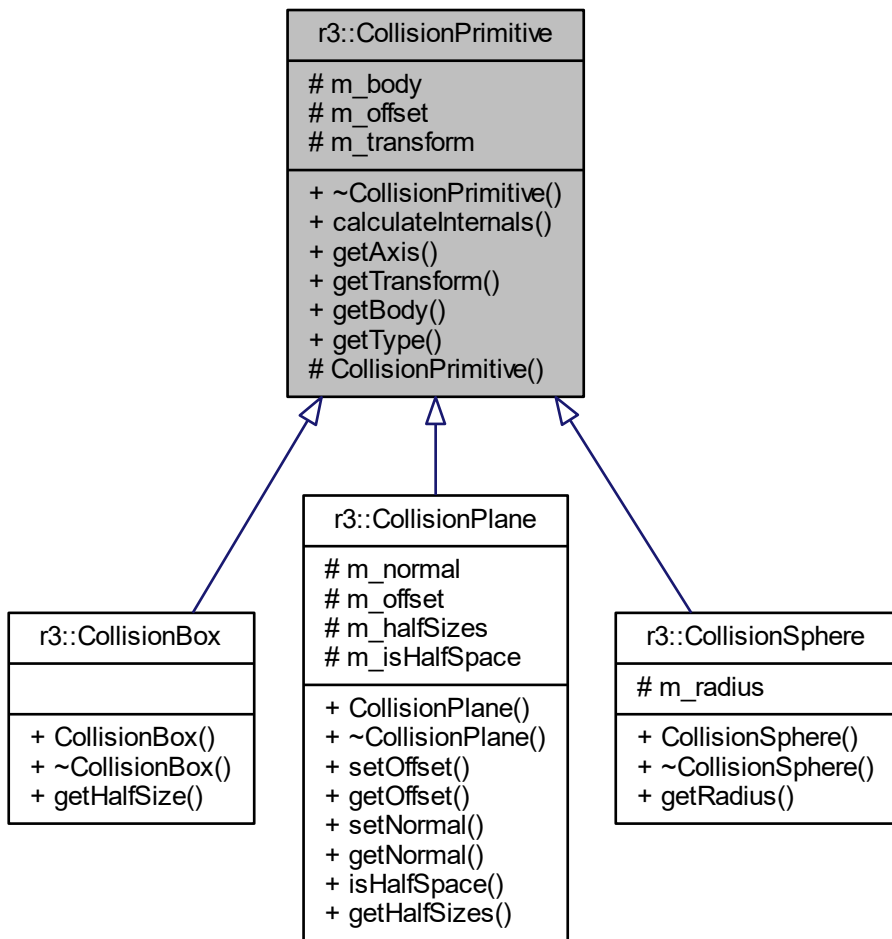 r3::CollisionPrimitive
# m_body
# m_offset
# m_transform
+ ~CollisionPrimitive()
+ calculateInternals()
+ getAxis()
+ getTransform()
+ getBody()
+ getType()
# CollisionPrimitive()
r3::CollisionBox
+ CollisionBox()
+ ~CollisionBox()
+ getHalfSize()
r3::CollisionPlane
# m_normal
# m_offset
# m_halfSizes
# m_isHalfSpace
+ CollisionPlane()
+ ~CollisionPlane()
+ setOffset()
+ getOffset()
+ setNormal()
+ getNormal()
+ isHalfSpace()
+ getHalfSizes()
r3::CollisionSphere
# m_radius
+ CollisionSphere()
+ ~CollisionSphere()
+ getRadius()